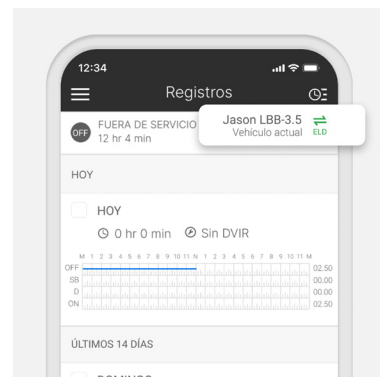 12:34
Registros
OFF
FUERA DE SERVICIO
12 hr 4 min
Jason LBB-3.5
Vehículo actual
ELD
HOY
HOY
0 hr 0 min Sin DVIR
M 1 2 3 4 5 6 7 8 9 10 11 N 1 2 3 4 5 6 7 8 9 10 11 M
OFF 02.50
SB 00.00
D 00.00
ON 02.50
ÚLTIMOS 14 DÍAS
DOMINGO